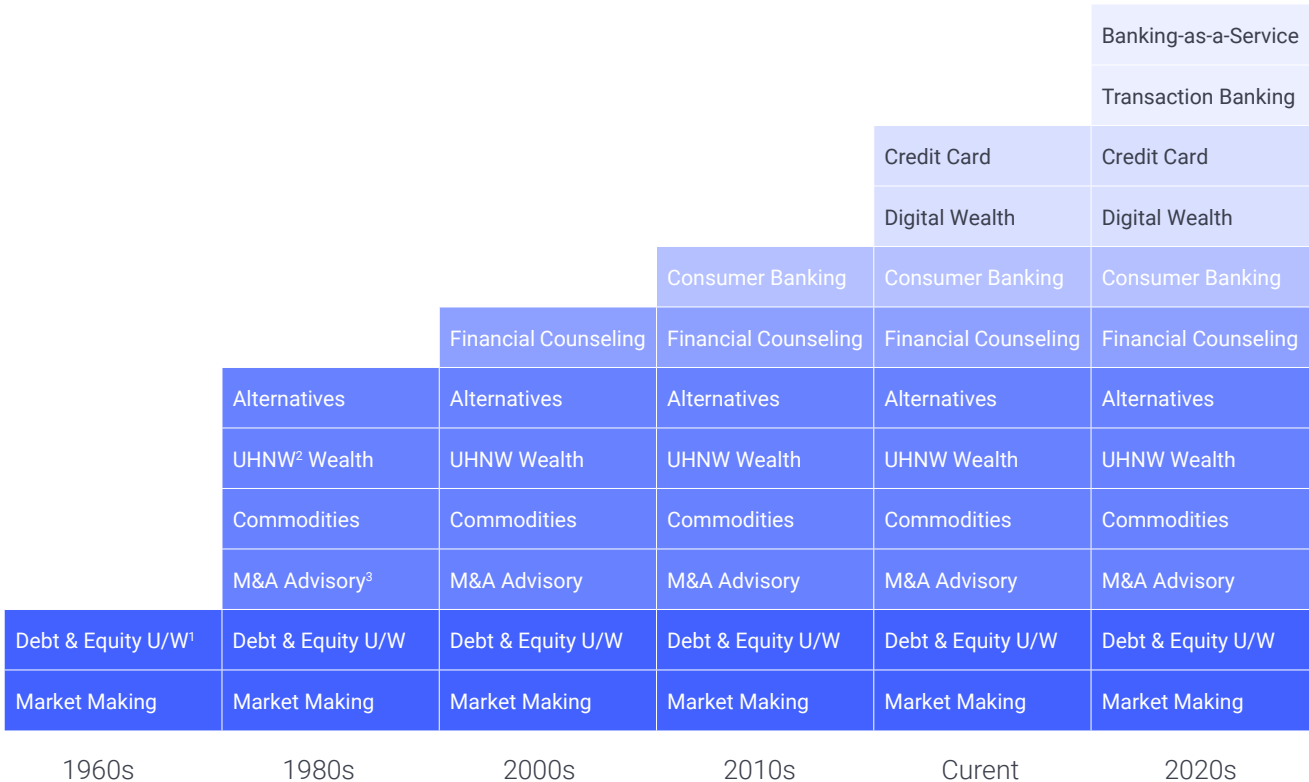 Banking-as-a-Service
Transaction Banking
Credit Card Credit Card
Digital Wealth Digital Wealth
Consumer Banking Consumer Banking Consumer Banking
Financial Counseling Financial Counseling Financial Counseling Financial Counseling
Alternatives Alternatives Alternatives Alternatives Alternatives
UHNW² Wealth UHNW Wealth UHNW Wealth UHNW Wealth UHNW Wealth
Commodities Commodities Commodities Commodities Commodities
M&A Advisory³ M&A Advisory M&A Advisory M&A Advisory M&A Advisory
Debt & Equity U/W¹ Debt & Equity U/W Debt & Equity U/W Debt & Equity U/W Debt & Equity U/W Debt & Equity U/W
Market Making Market Making Market Making Market Making Market Making Market Making
1960s 1980s 2000s 2010s Curent 2020s